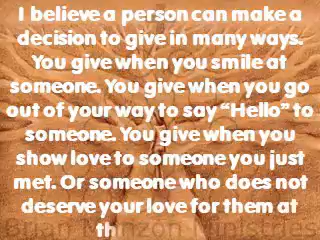 I believe a person can make a
decision to give in many ways.
You give when you smile at
someone. You give when you go
out of your way to say “Hello” to
someone. You give when you
show love to someone you just
met. Or someone who does not
deserve your love for them at